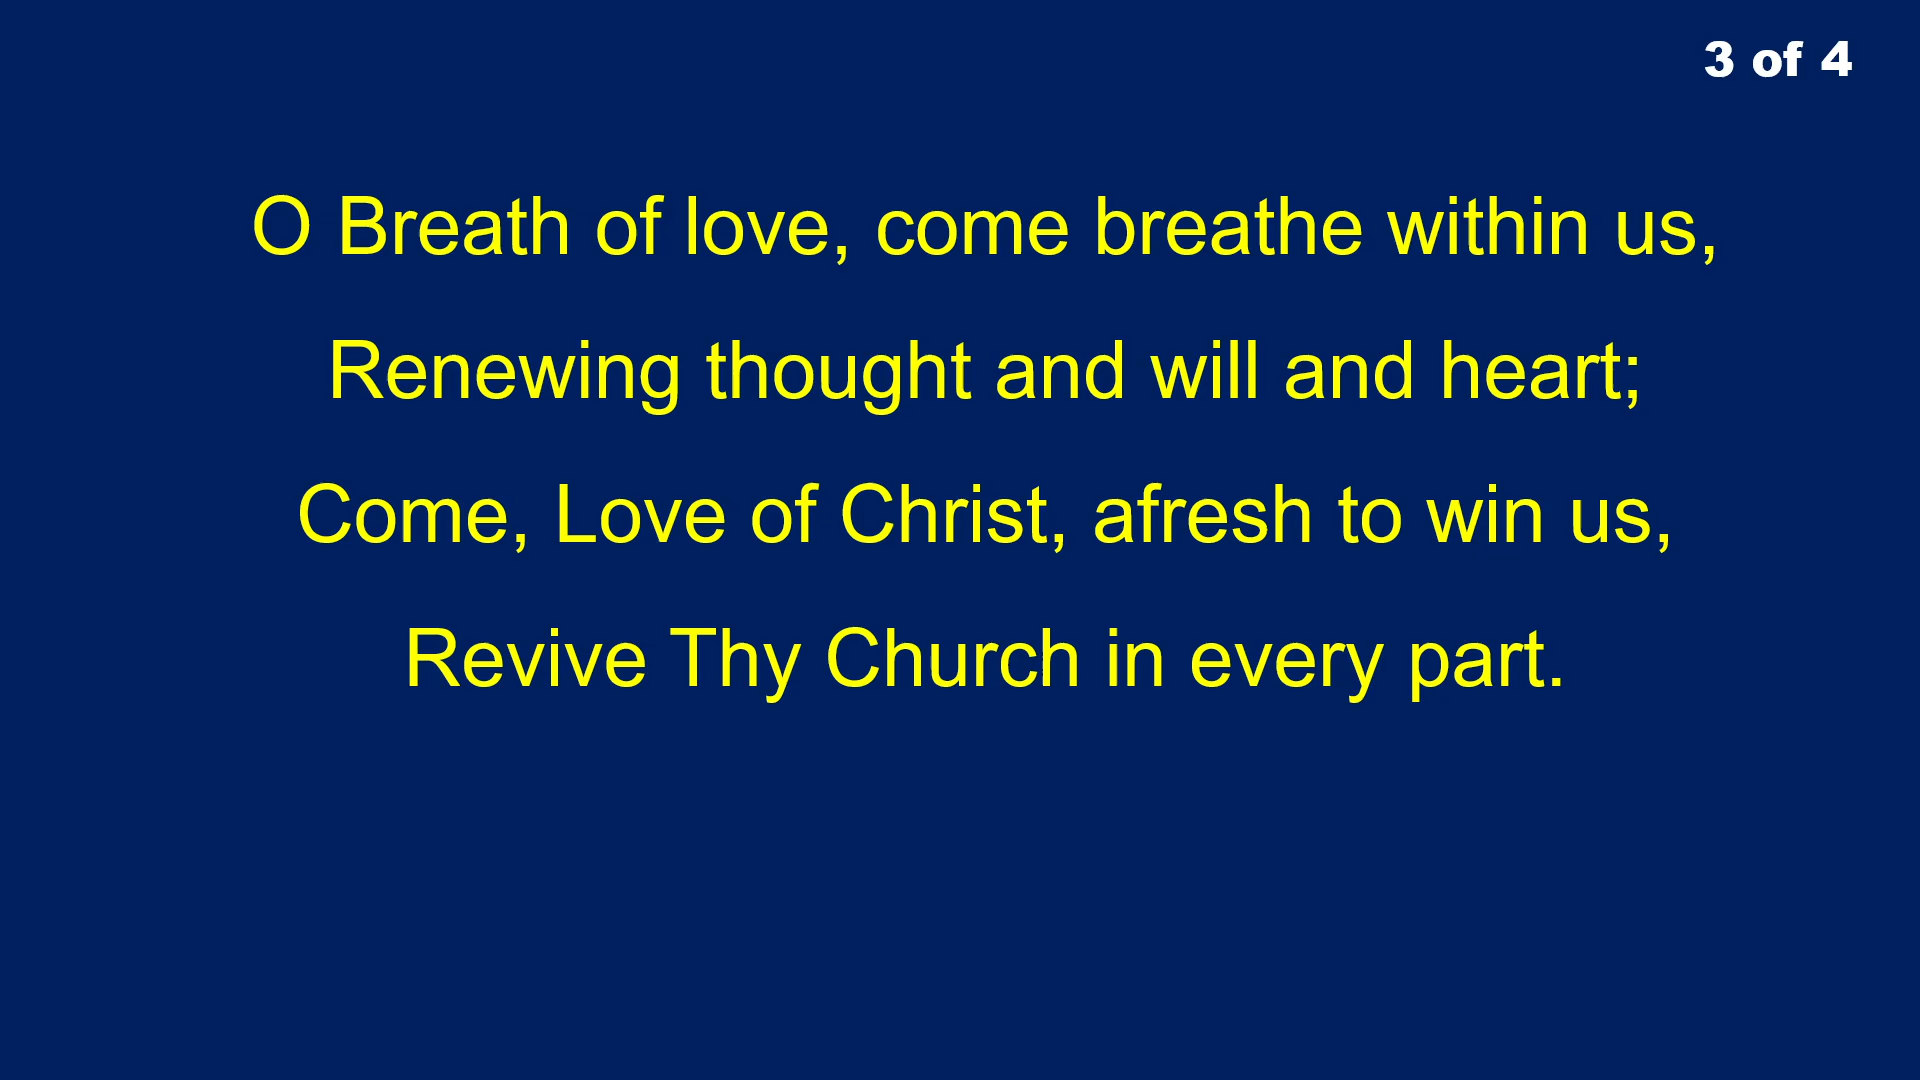 3 of 4
O Breath of love, come breathe within us,
Renewing thought and will and heart;
Come, Love of Christ, afresh to win us,
Revive Thy Church in every part.